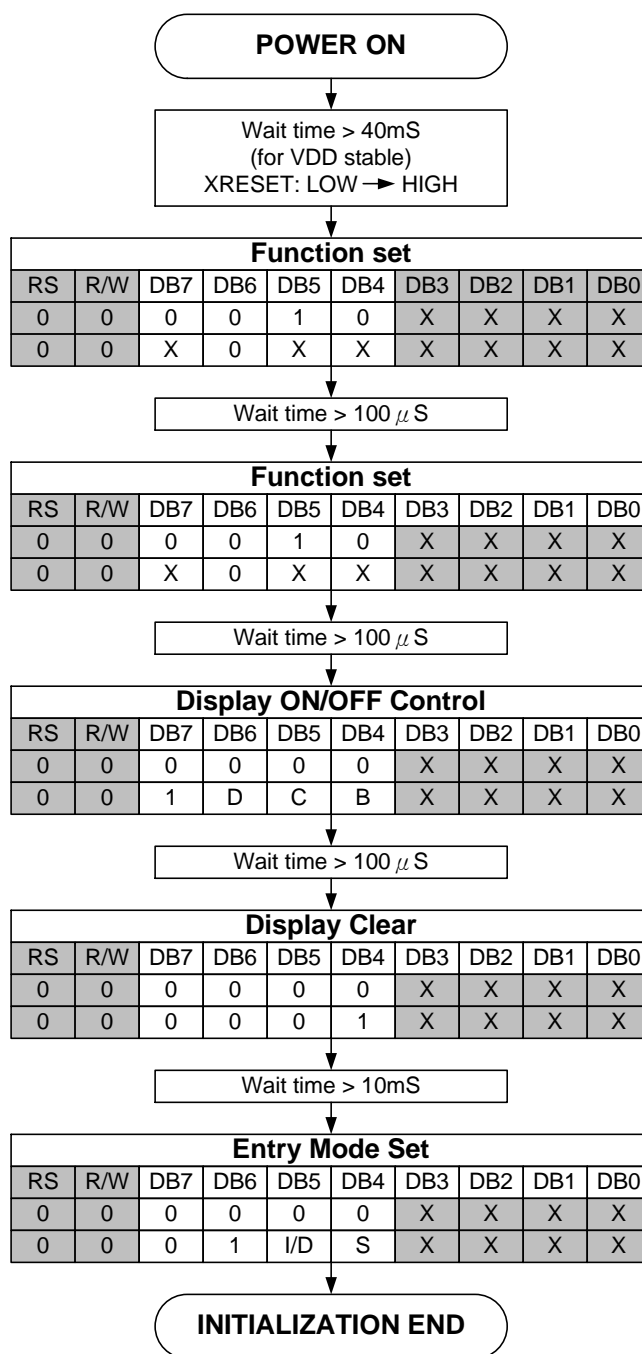 POWER ON
Wait time > 40mS
(for VDD stable)
XRESET: LOW → HIGH
Function set
RS R/W DB7 DB6 DB5 DB4 DB3 DB2 DB1 DB0
0 0 0 0 1 0 X X X X
0 0 X 0 X X X X X X
Wait time > 100 μS
Function set
RS R/W DB7 DB6 DB5 DB4 DB3 DB2 DB1 DB0
0 0 0 0 1 0 X X X X
0 0 X 0 X X X X X X
Wait time > 100 μS
Display ON/OFF Control
RS R/W DB7 DB6 DB5 DB4 DB3 DB2 DB1 DB0
0 0 0 0 0 0 X X X X
0 0 1 D C B X X X X
Wait time > 100 μS
Display Clear
RS R/W DB7 DB6 DB5 DB4 DB3 DB2 DB1 DB0
0 0 0 0 0 0 X X X X
0 0 0 0 0 1 X X X X
Wait time > 10mS
Entry Mode Set
RS R/W DB7 DB6 DB5 DB4 DB3 DB2 DB1 DB0
0 0 0 0 0 0 X X X X
0 0 0 1 I/D S X X X X
INITIALIZATION END